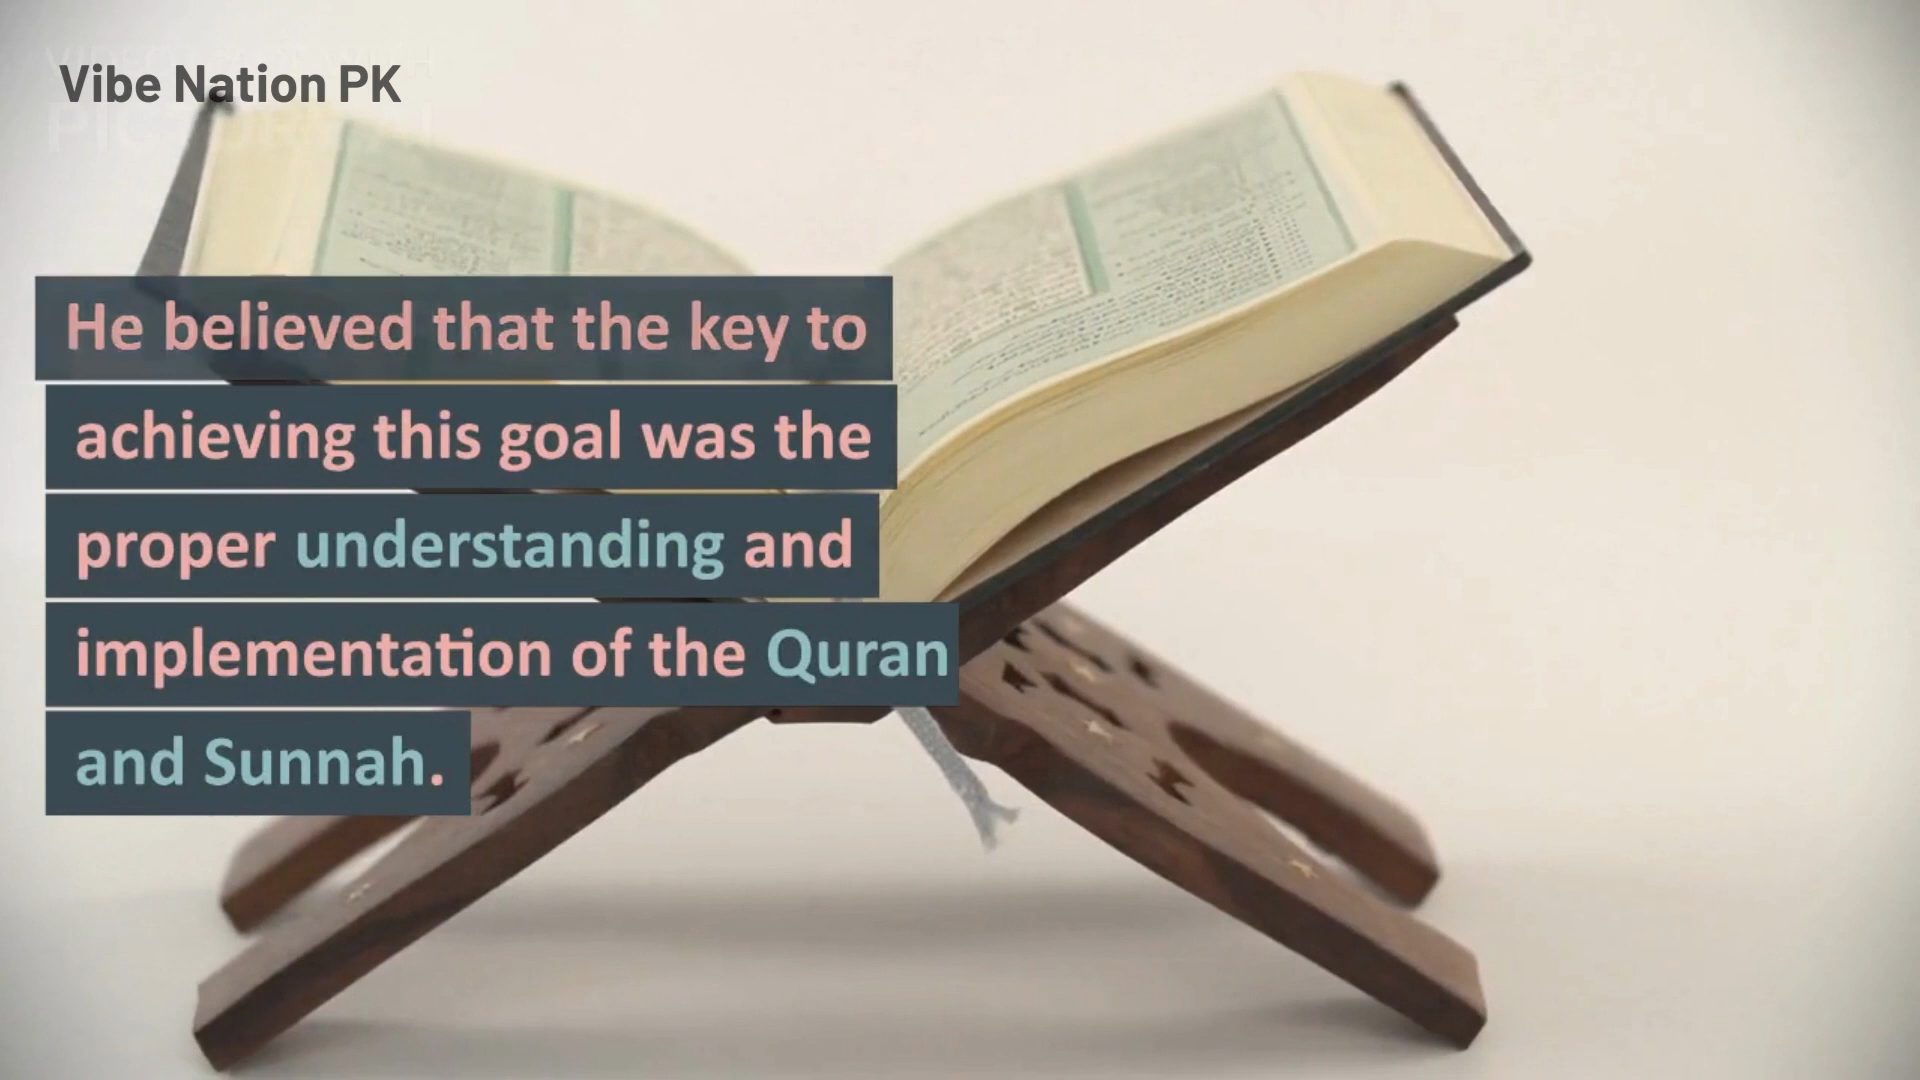 Vibe Nation PK
He believed that the key to
achieving this goal was the
proper understanding and
implementation of the Quran
and Sunnah.